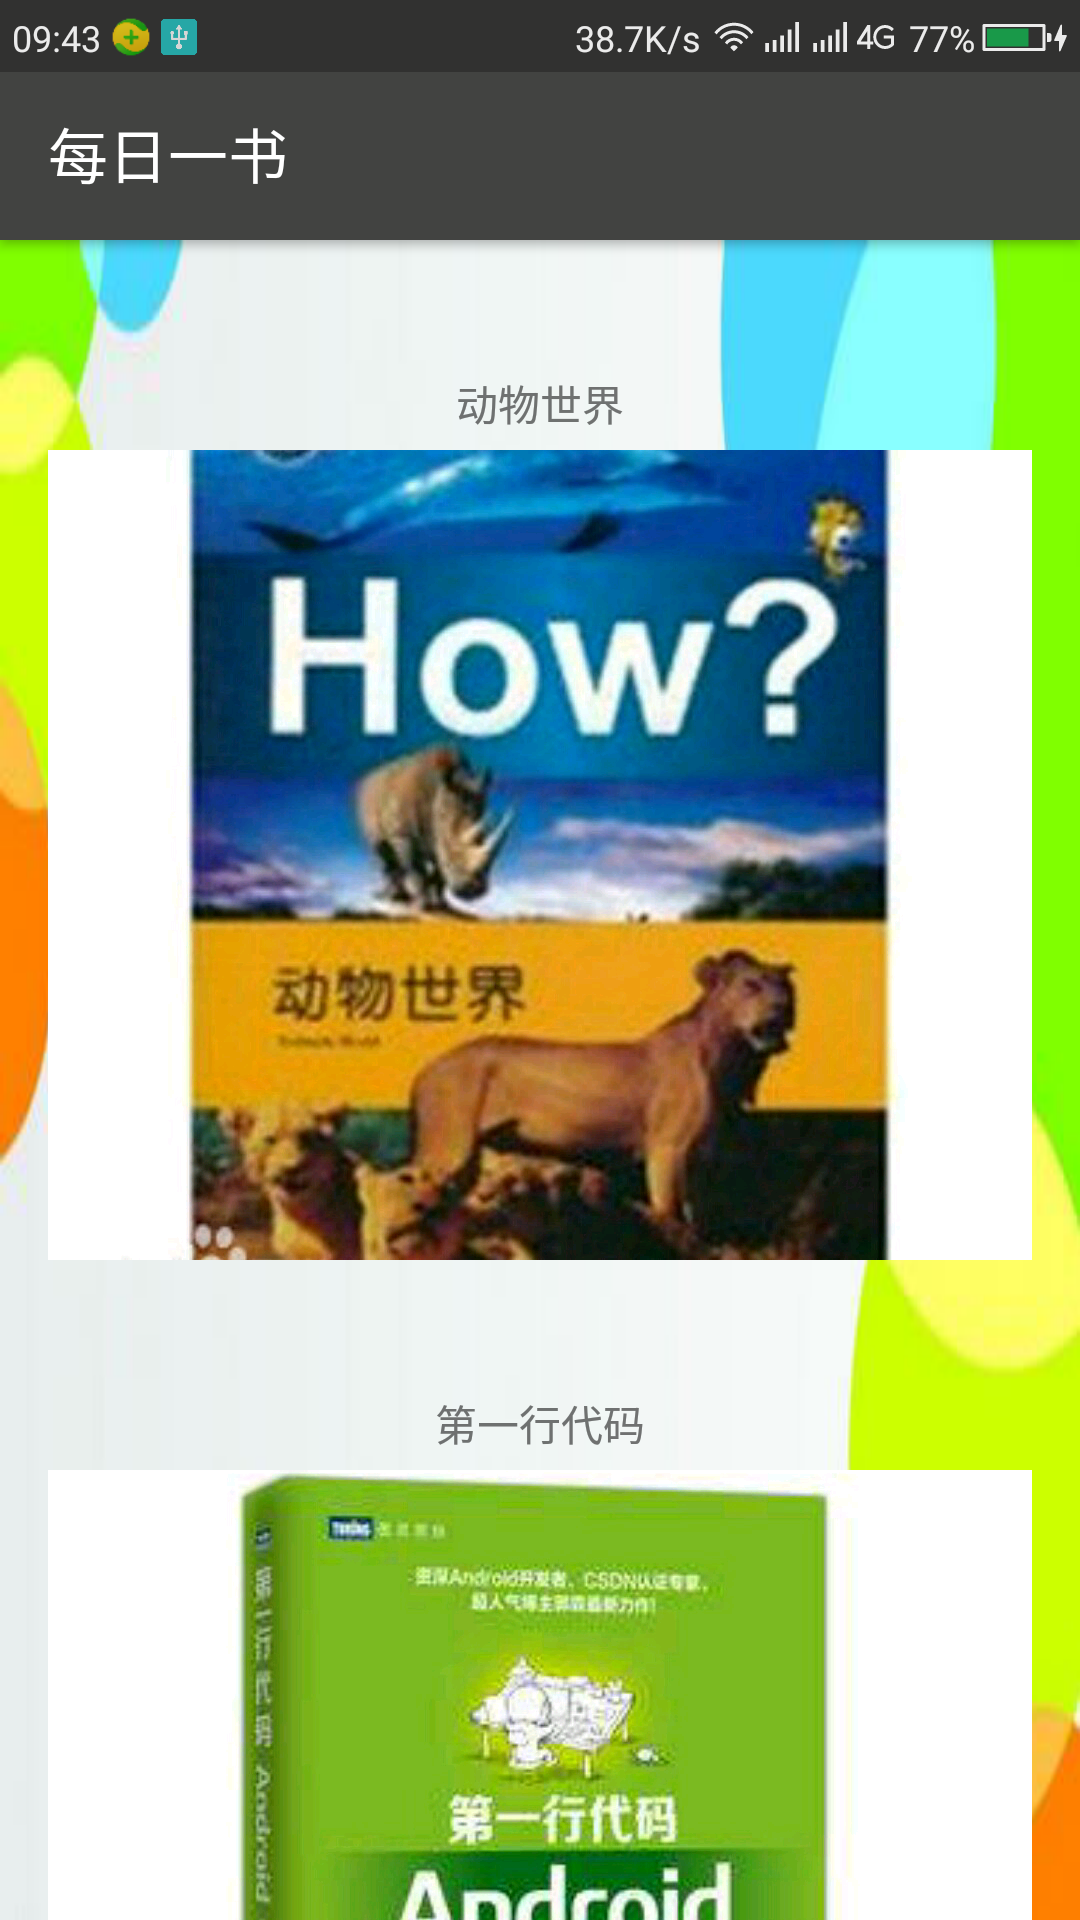 09:43 38.7K/s 4G 77%
每日一书
动物世界
How?
动物世界
第一行代码
资深Android开发者、CSDN认证专家、
超人气博主郭霖最新力作!
第一行代码 Android
第一行代码
Android